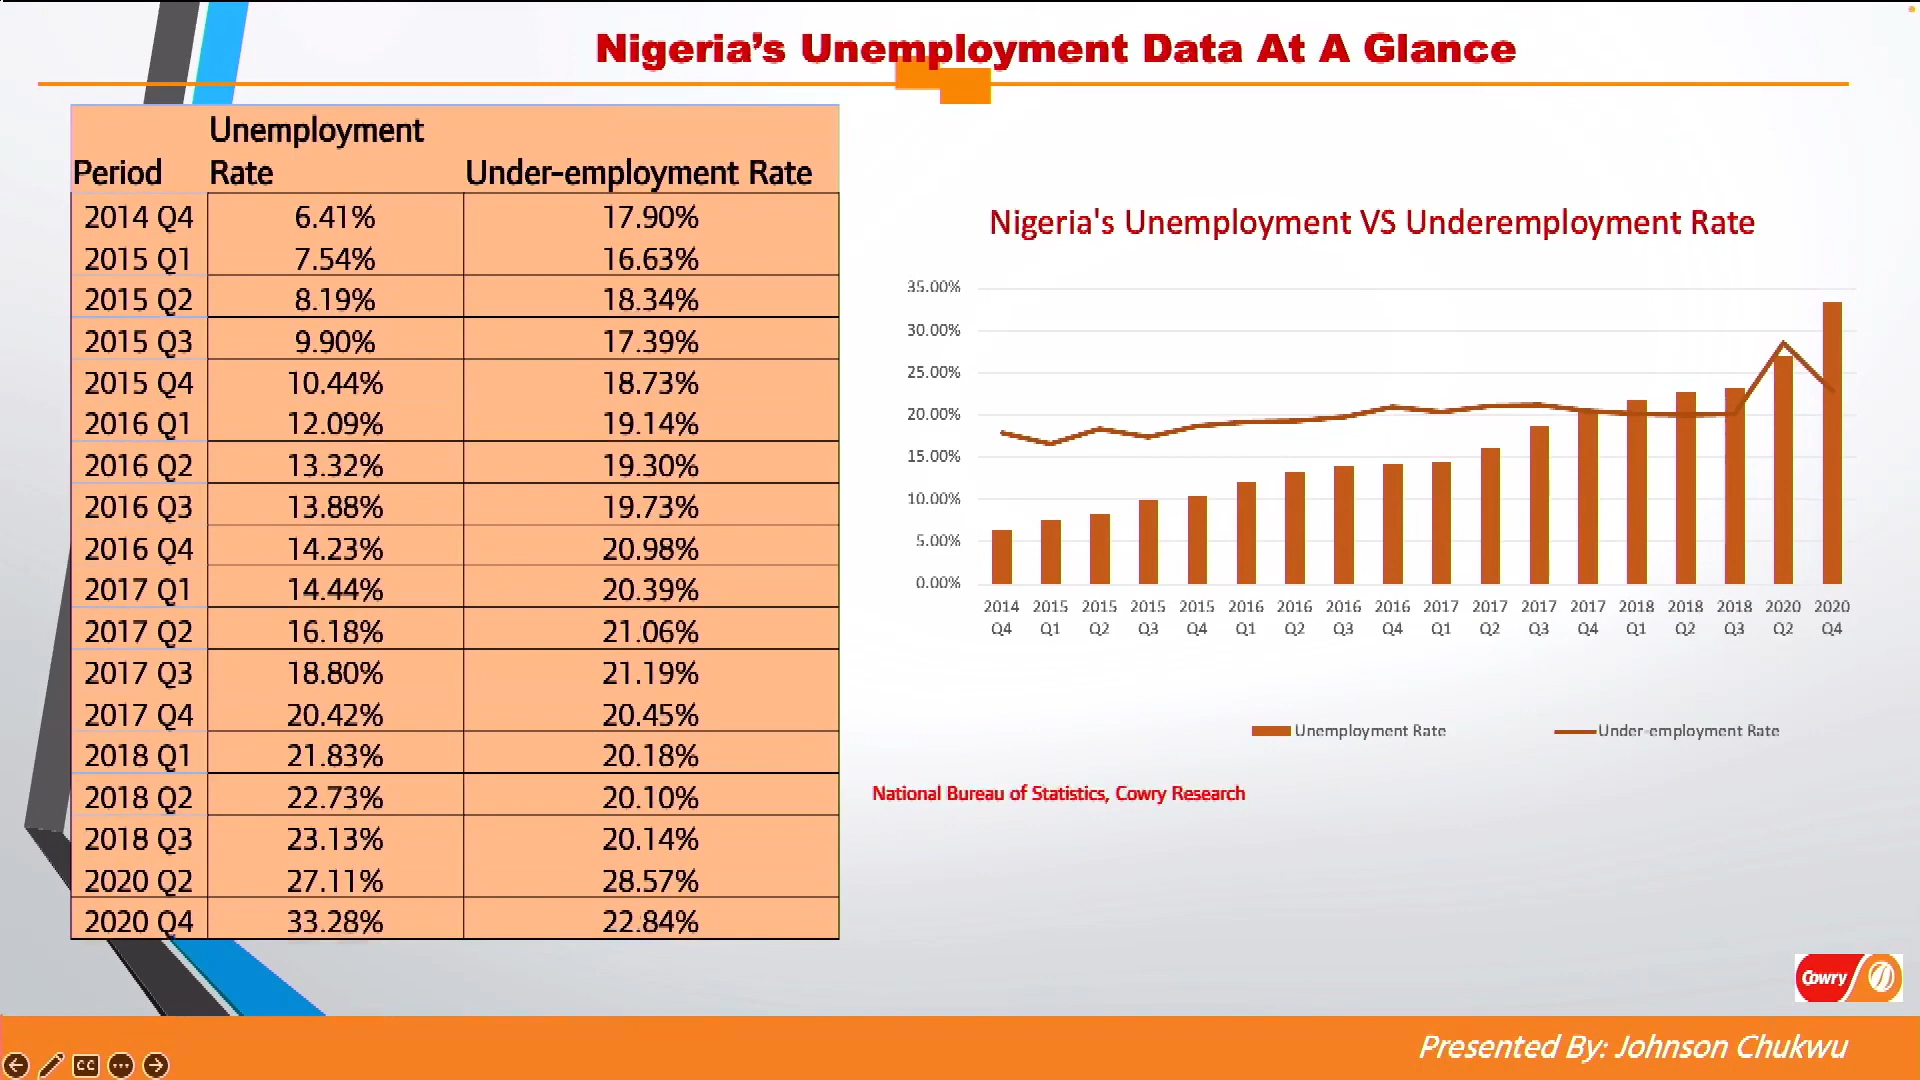 Nigeria's Unemployment Data At A Glance
Period Unemployment Rate Under-employment Rate
2014 Q4 6.41% 17.90%
2015 Q1 7.54% 16.63%
2015 Q2 8.19% 18.34%
2015 Q3 9.90% 17.39%
2015 Q4 10.44% 18.73%
2016 Q1 12.09% 19.14%
2016 Q2 13.32% 19.30%
2016 Q3 13.88% 19.73%
2016 Q4 14.23% 20.98%
2017 Q1 14.44% 20.39%
2017 Q2 16.18% 21.06%
2017 Q3 18.80% 21.19%
2017 Q4 20.42% 20.45%
2018 Q1 21.83% 20.18%
2018 Q2 22.73% 20.10%
2018 Q3 23.13% 20.14%
2020 Q2 27.11% 28.57%
2020 Q4 33.28% 22.84%
Nigeria's Unemployment VS Underemployment Rate
35.00%
30.00%
25.00%
20.00%
15.00%
10.00%
5.00%
0.00%
2014 2015 2015 2015 2015 2016 2016 2016 2016 2017 2017 2017 2017 2018 2018 2018 2020 2020
Q4 Q1 Q2 Q3 Q4 Q1 Q2 Q3 Q4 Q1 Q2 Q3 Q4 Q1 Q2 Q3 Q2 Q4
Unemployment Rate Under-employment Rate
National Bureau of Statistics, Cowry Research
Cowry
Presented By: Johnson Chukwu
CC